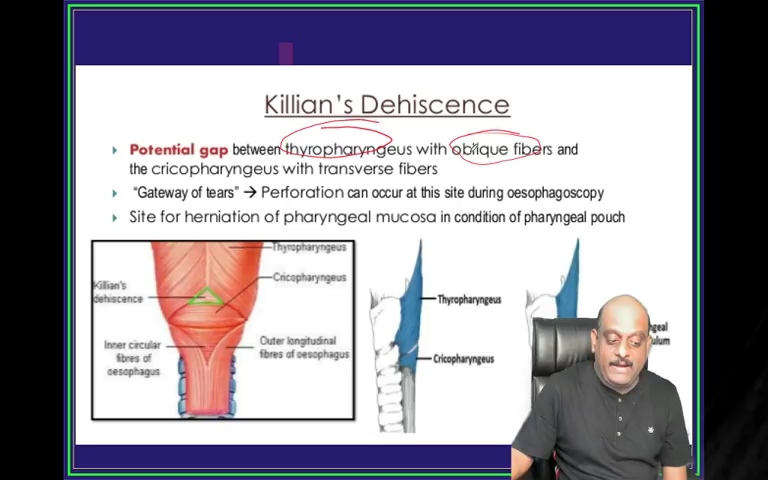 Killian's Dehiscence
Potential gap between thyropharyngeus with oblique fibers and
the cricopharyngeus with transverse fibers
"Gateway of tears" → Perforation can occur at this site during oesophagoscopy
Site for herniation of pharyngeal mucosa in condition of pharyngeal pouch
Thyropharyngeus
Cricopharyngeus
Killian's
dehiscence
Inner circular
fibres of
oesophagus
Outer longitudinal
fibres of oesophagus
Thyropharyngeus
Cricopharyngeus